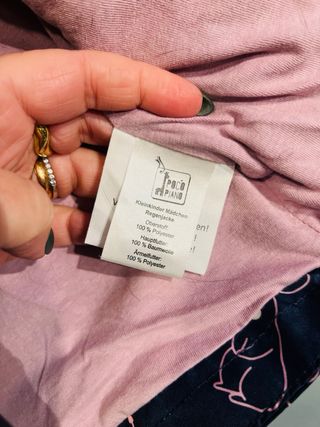 POCO
PIANO
Kleinkinder Mädchen
Regenjacke
Oberstoff:
100 % Polyester
Hauptfutter:
100 % Baumwolle
Ärmelfutter:
100 % Polyester